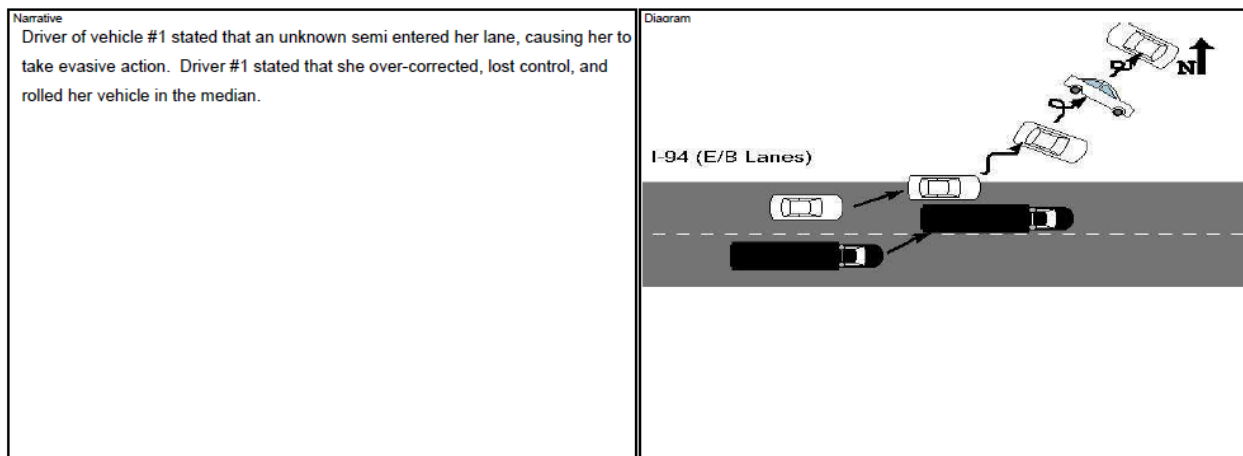 Narrative
Driver of vehicle #1 stated that an unknown semi entered her lane, causing her to
take evasive action.  Driver #1 stated that she over-corrected, lost control, and
rolled her vehicle in the median.
Diagram
N
I-94 (E/B Lanes)